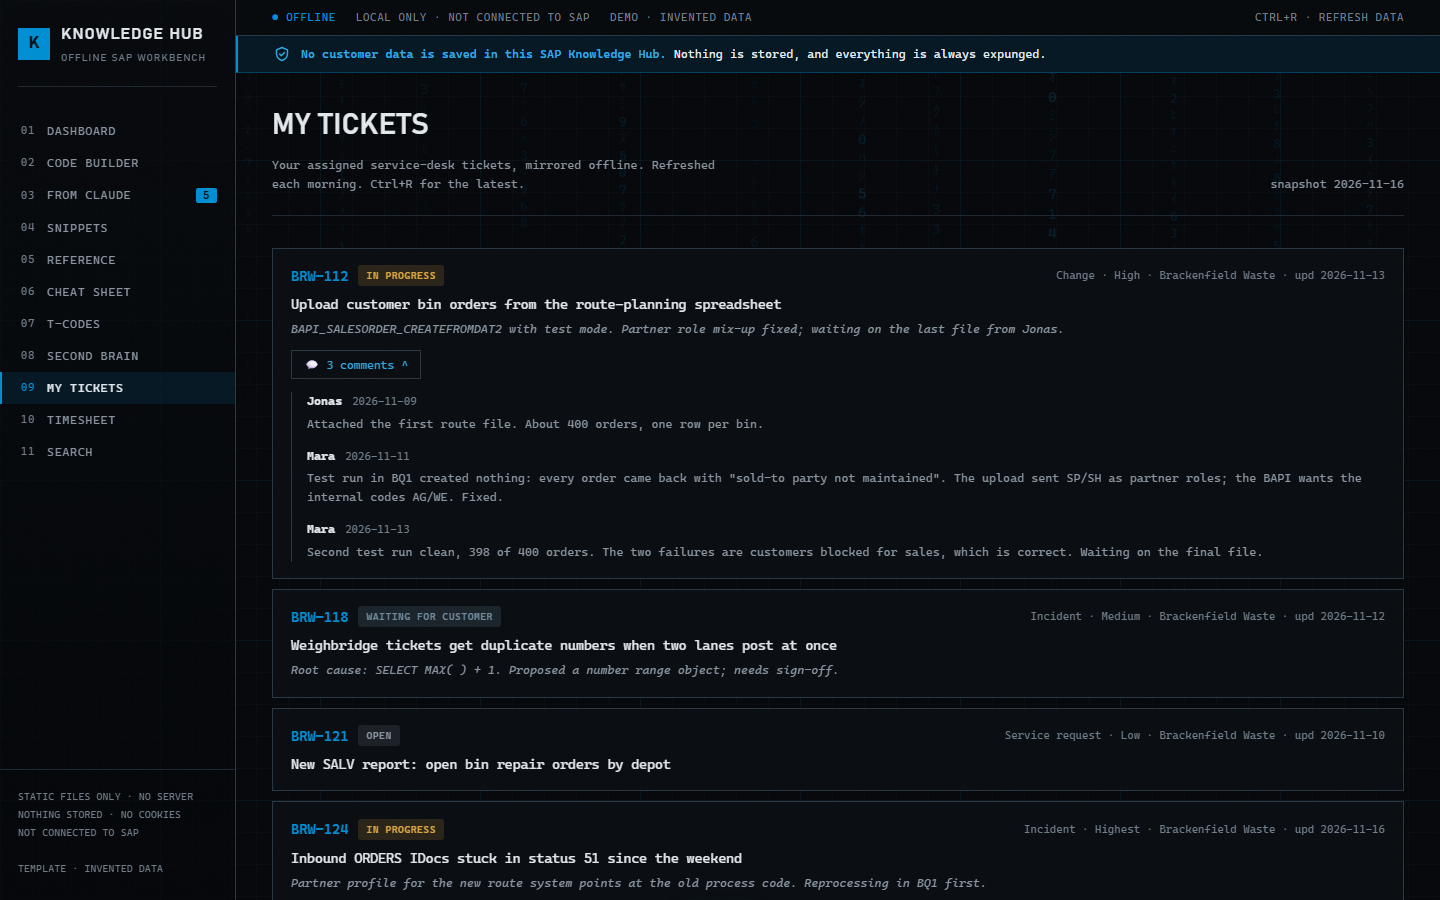 K
KNOWLEDGE HUB
OFFLINE SAP WORKBENCH
01 DASHBOARD
02 CODE BUILDER
03 FROM CLAUDE 5
04 SNIPPETS
05 REFERENCE
06 CHEAT SHEET
07 T-CODES
08 SECOND BRAIN
09 MY TICKETS
10 TIMESHEET
11 SEARCH
STATIC FILES ONLY · NO SERVER
NOTHING STORED · NO COOKIES
NOT CONNECTED TO SAP
TEMPLATE · INVENTED DATA
OFFLINE LOCAL ONLY · NOT CONNECTED TO SAP DEMO · INVENTED DATA CTRL+R · REFRESH DATA
No customer data is saved in this SAP Knowledge Hub. Nothing is stored, and everything is always expunged.
MY TICKETS
Your assigned service-desk tickets, mirrored offline. Refreshed
each morning. Ctrl+R for the latest.
snapshot 2026-11-16
BRW-112 IN PROGRESS Change · High · Brackenfield Waste · upd 2026-11-13
Upload customer bin orders from the route-planning spreadsheet
BAPI_SALESORDER_CREATEFROMDAT2 with test mode. Partner role mix-up fixed; waiting on the last file from Jonas.
3 comments ^
Jonas 2026-11-09
Attached the first route file. About 400 orders, one row per bin.
Mara 2026-11-11
Test run in BQ1 created nothing: every order came back with "sold-to party not maintained". The upload sent SP/SH as partner roles; the BAPI wants the
internal codes AG/WE. Fixed.
Mara 2026-11-13
Second test run clean, 398 of 400 orders. The two failures are customers blocked for sales, which is correct. Waiting on the final file.
BRW-118 WAITING FOR CUSTOMER Incident · Medium · Brackenfield Waste · upd 2026-11-12
Weighbridge tickets get duplicate numbers when two lanes post at once
Root cause: SELECT MAX( ) + 1. Proposed a number range object; needs sign-off.
BRW-121 OPEN Service request · Low · Brackenfield Waste · upd 2026-11-10
New SALV report: open bin repair orders by depot
BRW-124 IN PROGRESS Incident · Highest · Brackenfield Waste · upd 2026-11-16
Inbound ORDERS IDocs stuck in status 51 since the weekend
Partner profile for the new route system points at the old process code. Reprocessing in BQ1 first.